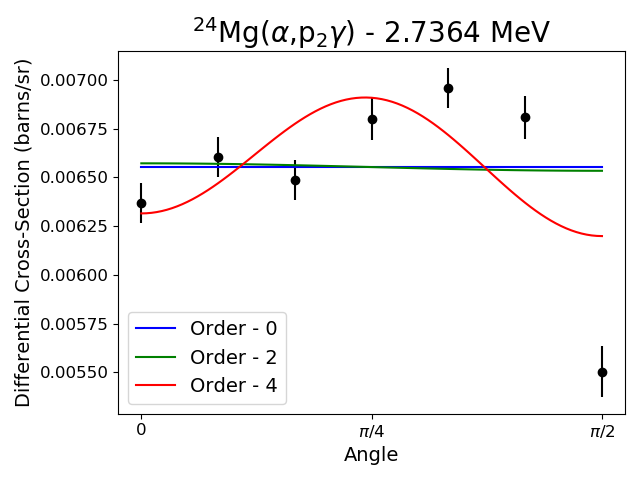 ²⁴Mg(α,p₂γ) - 2.7364 MeV
Differential Cross-Section (barns/sr)
0.00700
0.00675
0.00650
0.00625
0.00600
0.00575
0.00550
Order - 0
Order - 2
Order - 4
0
π/4
π/2
Angle